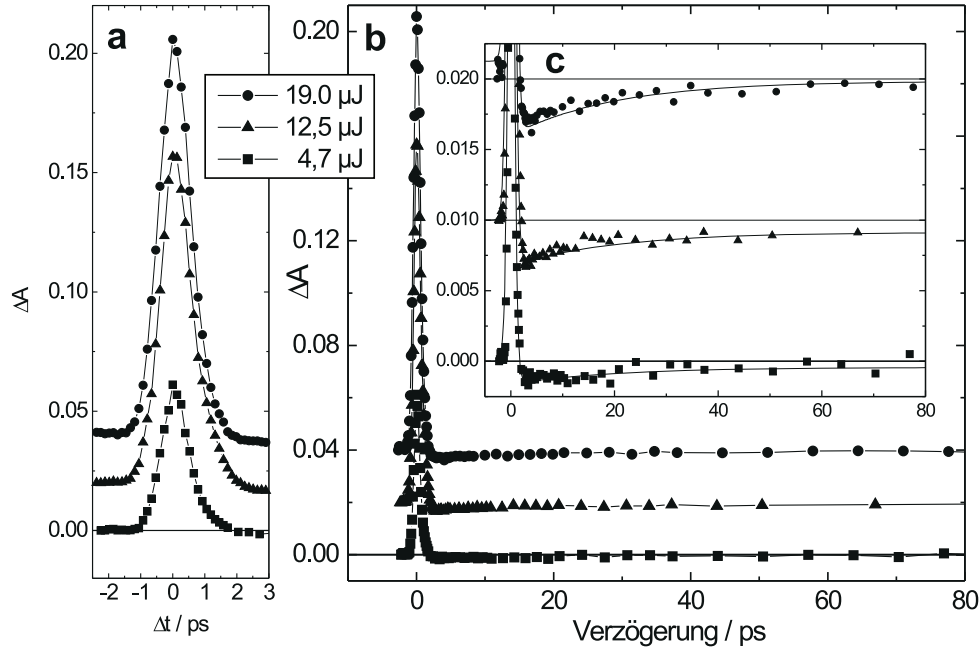 a
0.20
0.15
0.10
0.05
0.00
ΔA
-2 -1 0 1 2 3
Δt / ps
19.0 µJ
12,5 µJ
4,7 µJ
b
0.20
0.12
0.08
0.04
0.00
ΔA
0 20 40 60 80
Verzögerung / ps
c
0.020
0.015
0.010
0.005
0.000
0 20 40 60 80